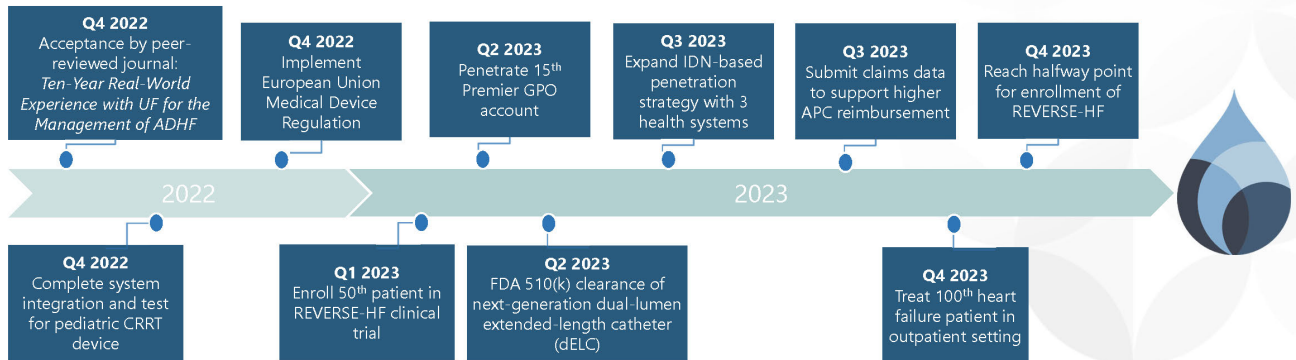 Q4 2022
Acceptance by peer-
reviewed journal:
Ten-Year Real-World
Experience with UF for the
Management of ADHF
Q4 2022
Implement
European Union
Medical Device
Regulation
Q2 2023
Penetrate 15th
Premier GPO
account
Q3 2023
Expand IDN-based
penetration
strategy with 3
health systems
Q3 2023
Submit claims data
to support higher
APC reimbursement
Q4 2023
Reach halfway point
for enrollment of
REVERSE-HF
2022
2023
Q4 2022
Complete system
integration and test
for pediatric CRRT
device
Q1 2023
Enroll 50th patient in
REVERSE-HF clinical
trial
Q2 2023
FDA 510(k) clearance of
next-generation dual-lumen
extended-length catheter
(dELC)
Q4 2023
Treat 100th heart
failure patient in
outpatient setting